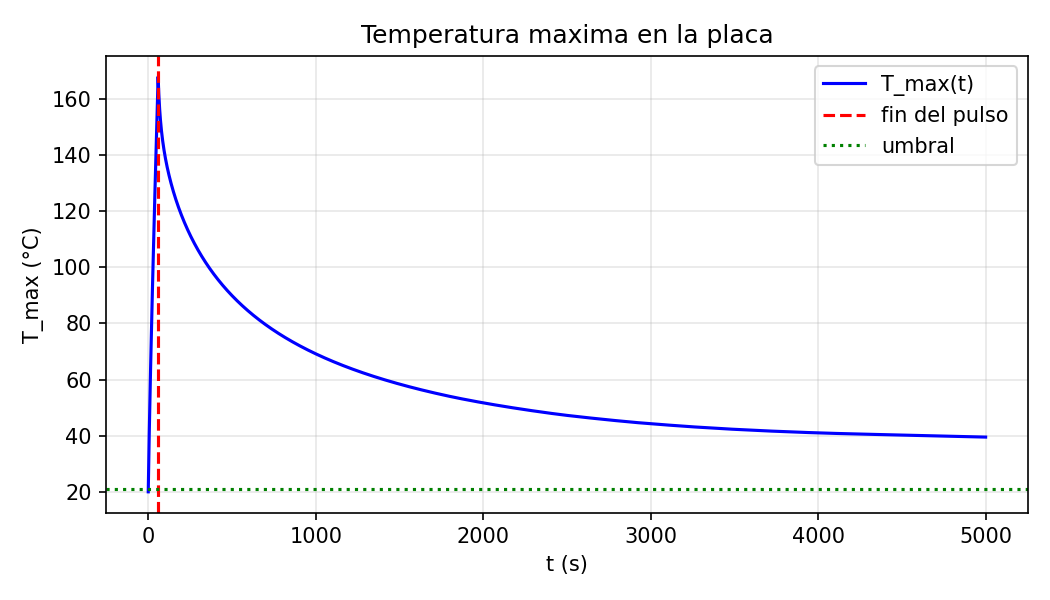 Temperatura maxima en la placa
T_max(t)
fin del pulso
umbral
T_max (°C)
160
140
120
100
80
60
40
20
0 1000 2000 3000 4000 5000
t (s)